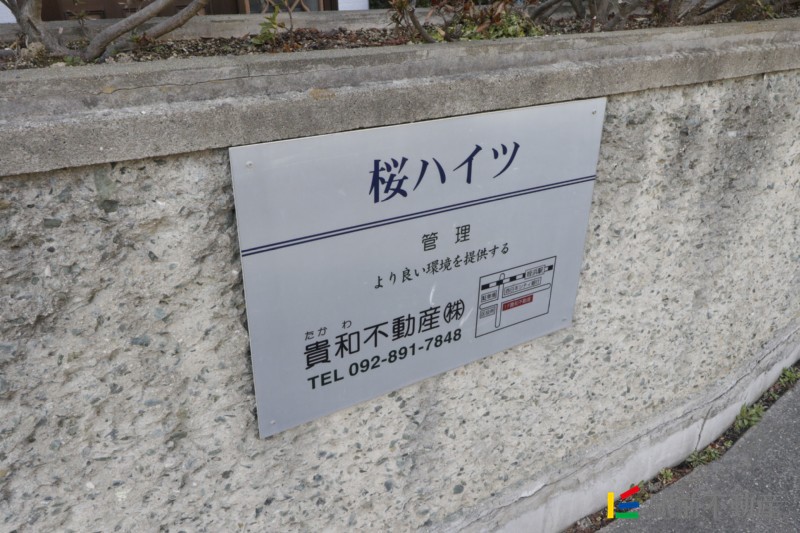 桜ハイツ
管理
より良い環境を提供する
たかわ
貴和不動産㈱
TEL 092-891-7848